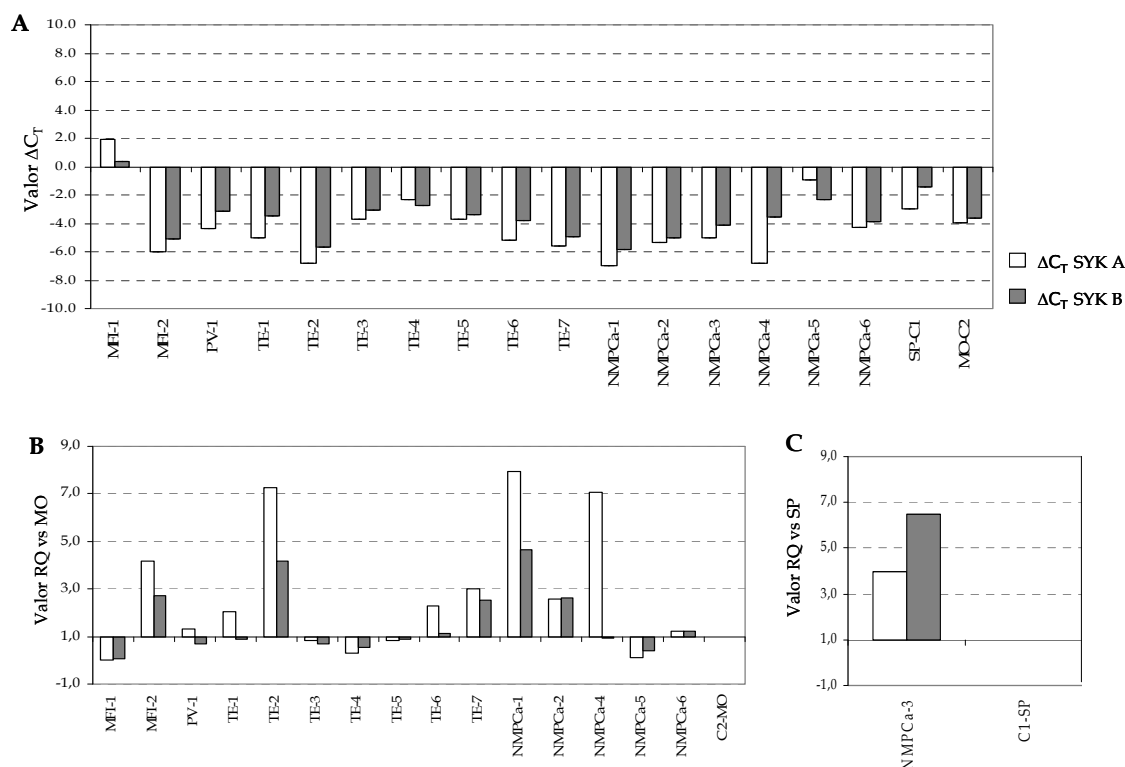 A
Valor ΔC_T
10.0
8.0
6.0
4.0
2.0
0.0
-2.0
-4.0
-6.0
-8.0
-10.0
MFI-1
MFI-2
PV-1
TE-1
TE-2
TE-3
TE-4
TE-5
TE-6
TE-7
NMPCa-1
NMPCa-2
NMPCa-3
NMPCa-4
NMPCa-5
NMPCa-6
SP-C1
MO-C2
ΔC_T SYK A
ΔC_T SYK B
B
Valor RQ vs MO
9,0
7,0
5,0
3,0
1,0
-1,0
MFI-1
MFI-2
PV-1
TE-1
TE-2
TE-3
TE-4
TE-5
TE-6
TE-7
NMPCa-1
NMPCa-2
NMPCa-4
NMPCa-5
NMPCa-6
C2-MO
C
Valor RQ vs SP
9,0
7,0
5,0
3,0
1,0
-1,0
NMPCa-3
C1-SP